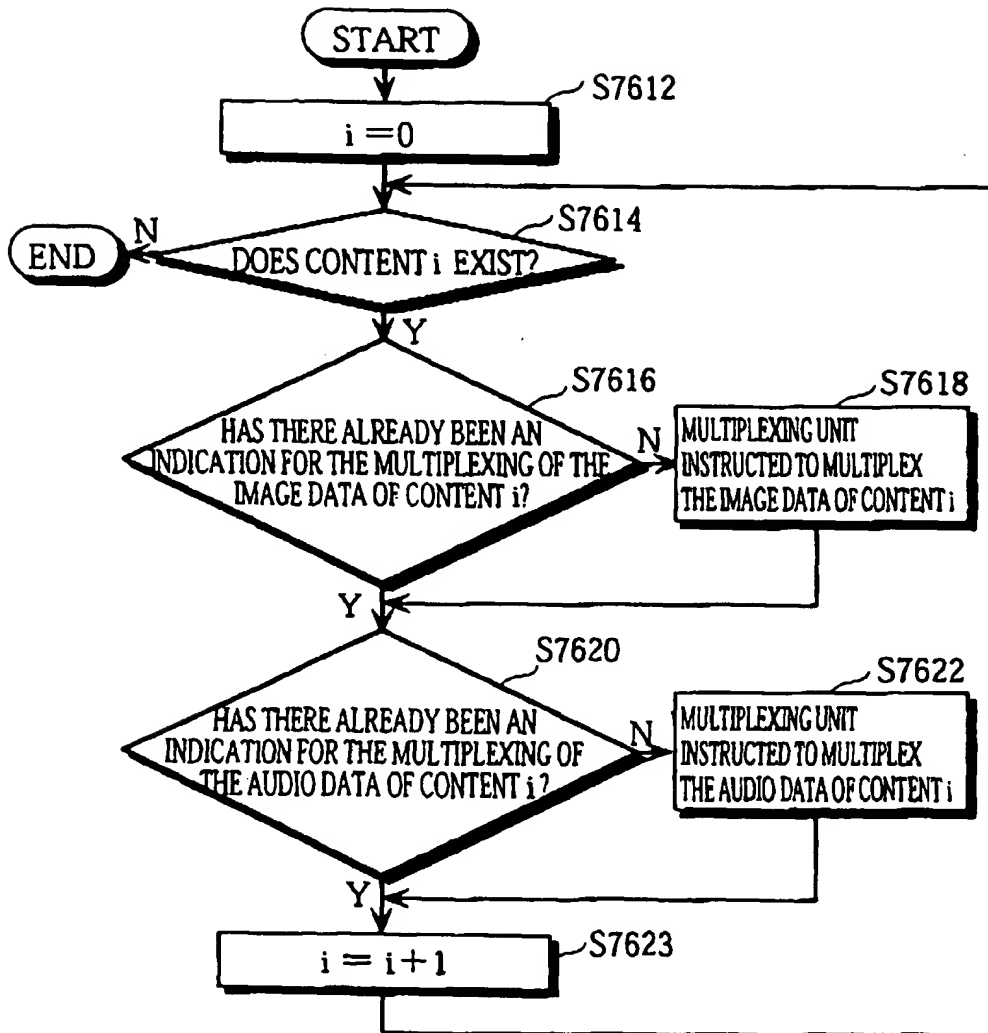 START
S7612
i=0
S7614
N
END
DOES CONTENT i EXIST?
Y
S7616
HAS THERE ALREADY BEEN AN
INDICATION FOR THE MULTIPLEXING OF THE
IMAGE DATA OF CONTENT i?
N
S7618
MULTIPLEXING UNIT
INSTRUCTED TO MULTIPLEX
THE IMAGE DATA OF CONTENT i
Y
S7620
HAS THERE ALREADY BEEN AN
INDICATION FOR THE MULTIPLEXING OF
THE AUDIO DATA OF CONTENT i?
N
S7622
MULTIPLEXING UNIT
INSTRUCTED TO MULTIPLEX
THE AUDIO DATA OF CONTENT i
Y
S7623
i = i+1